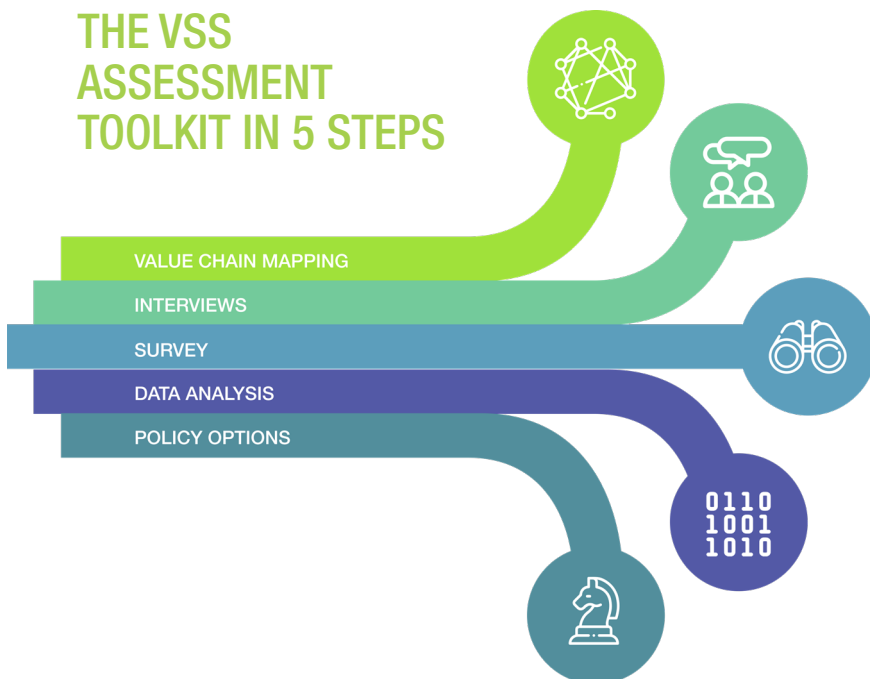 THE VSS
ASSESSMENT
TOOLKIT IN 5 STEPS
VALUE CHAIN MAPPING
INTERVIEWS
SURVEY
DATA ANALYSIS
POLICY OPTIONS
0110
1001
1010